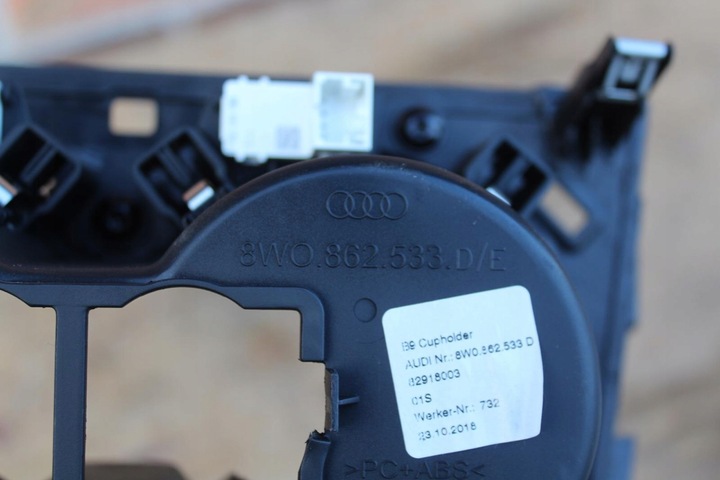 8W0.862.533.D/E
B9 Cupholder
AUDI Nr.: 8W0.862.533 D
82918003
01S
Werker-Nr.: 732
23.10.2018
>PC+ABS<